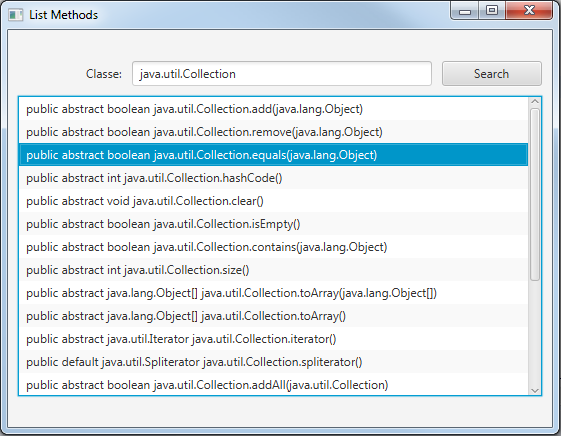 List Methods
Classe: java.util.Collection Search
public abstract boolean java.util.Collection.add(java.lang.Object)
public abstract boolean java.util.Collection.remove(java.lang.Object)
public abstract boolean java.util.Collection.equals(java.lang.Object)
public abstract int java.util.Collection.hashCode()
public abstract void java.util.Collection.clear()
public abstract boolean java.util.Collection.isEmpty()
public abstract boolean java.util.Collection.contains(java.lang.Object)
public abstract int java.util.Collection.size()
public abstract java.lang.Object[] java.util.Collection.toArray(java.lang.Object[])
public abstract java.lang.Object[] java.util.Collection.toArray()
public abstract java.util.Iterator java.util.Collection.iterator()
public default java.util.Spliterator java.util.Collection.spliterator()
public abstract boolean java.util.Collection.addAll(java.util.Collection)